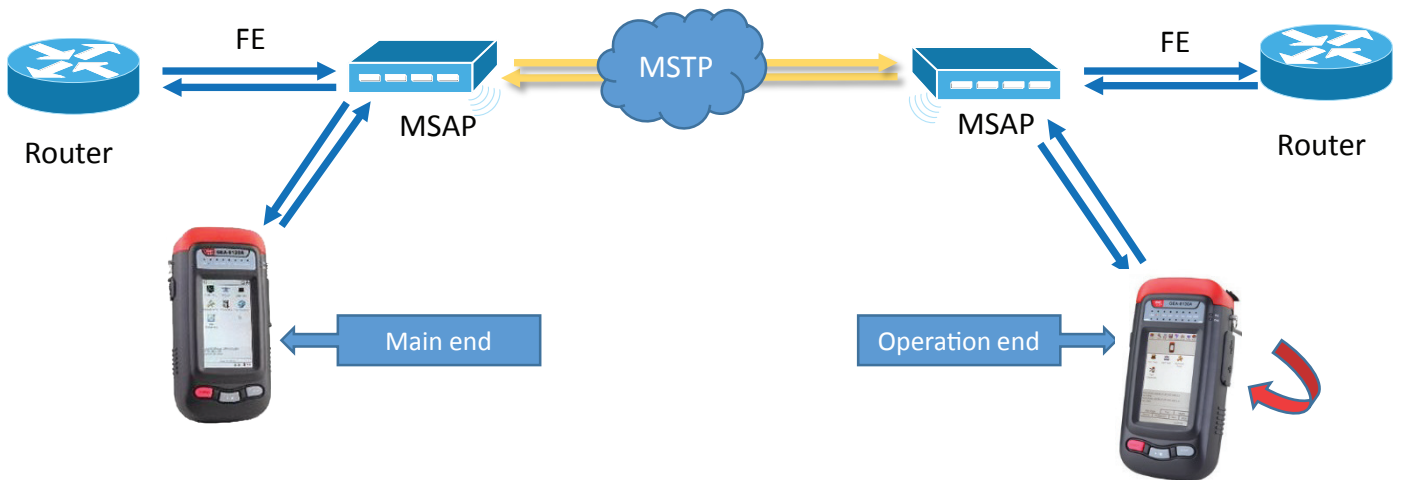 FE
MSTP
FE
MSAP
MSAP
Router
Router
Main end
Operation end